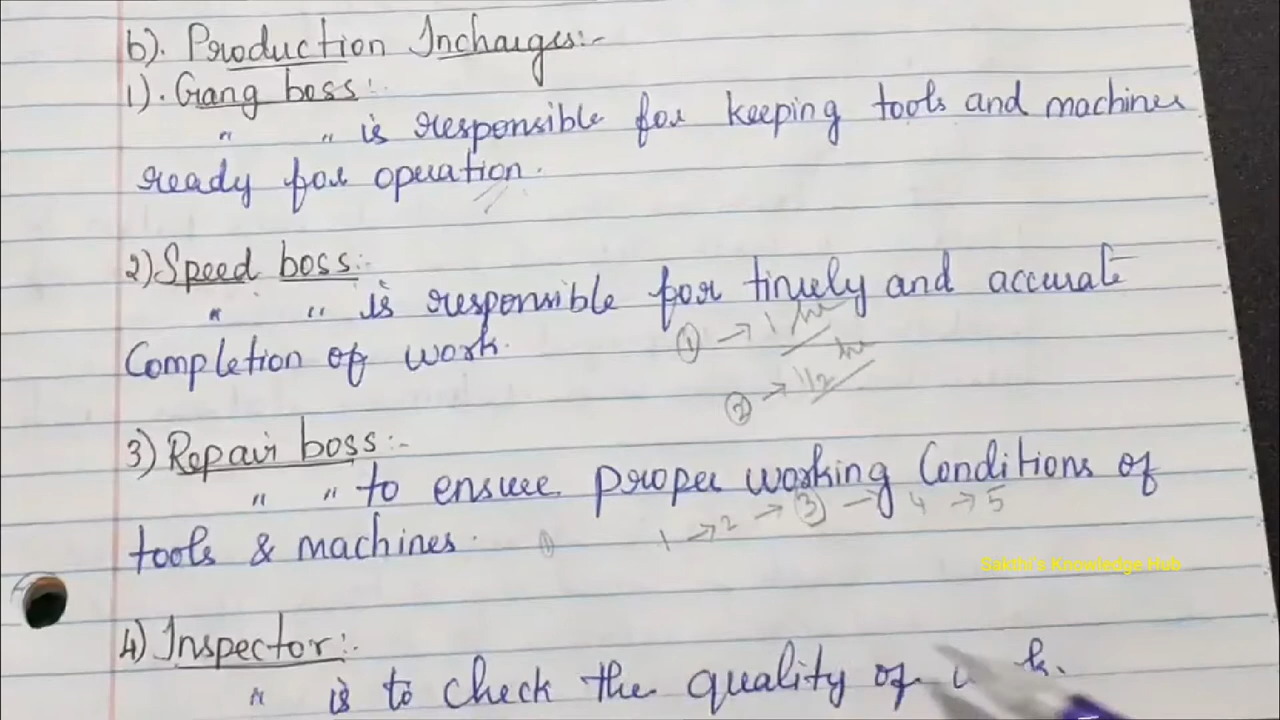 b). Production Incharges:-
1). Gang boss:
" " is responsible for keeping tools and machines
ready for operation.
2) Speed boss:-
" " is responsible for timely and accurate
Completion of work.
① → 1 hr
② → 1/2 hr
3) Repair boss:-
" " to ensure proper working Conditions of
1 → 2 → ③ → 4 → 5
tools & machines.
Sakthi's Knowledge Hub
4) Inspector:-
" is to check the quality of